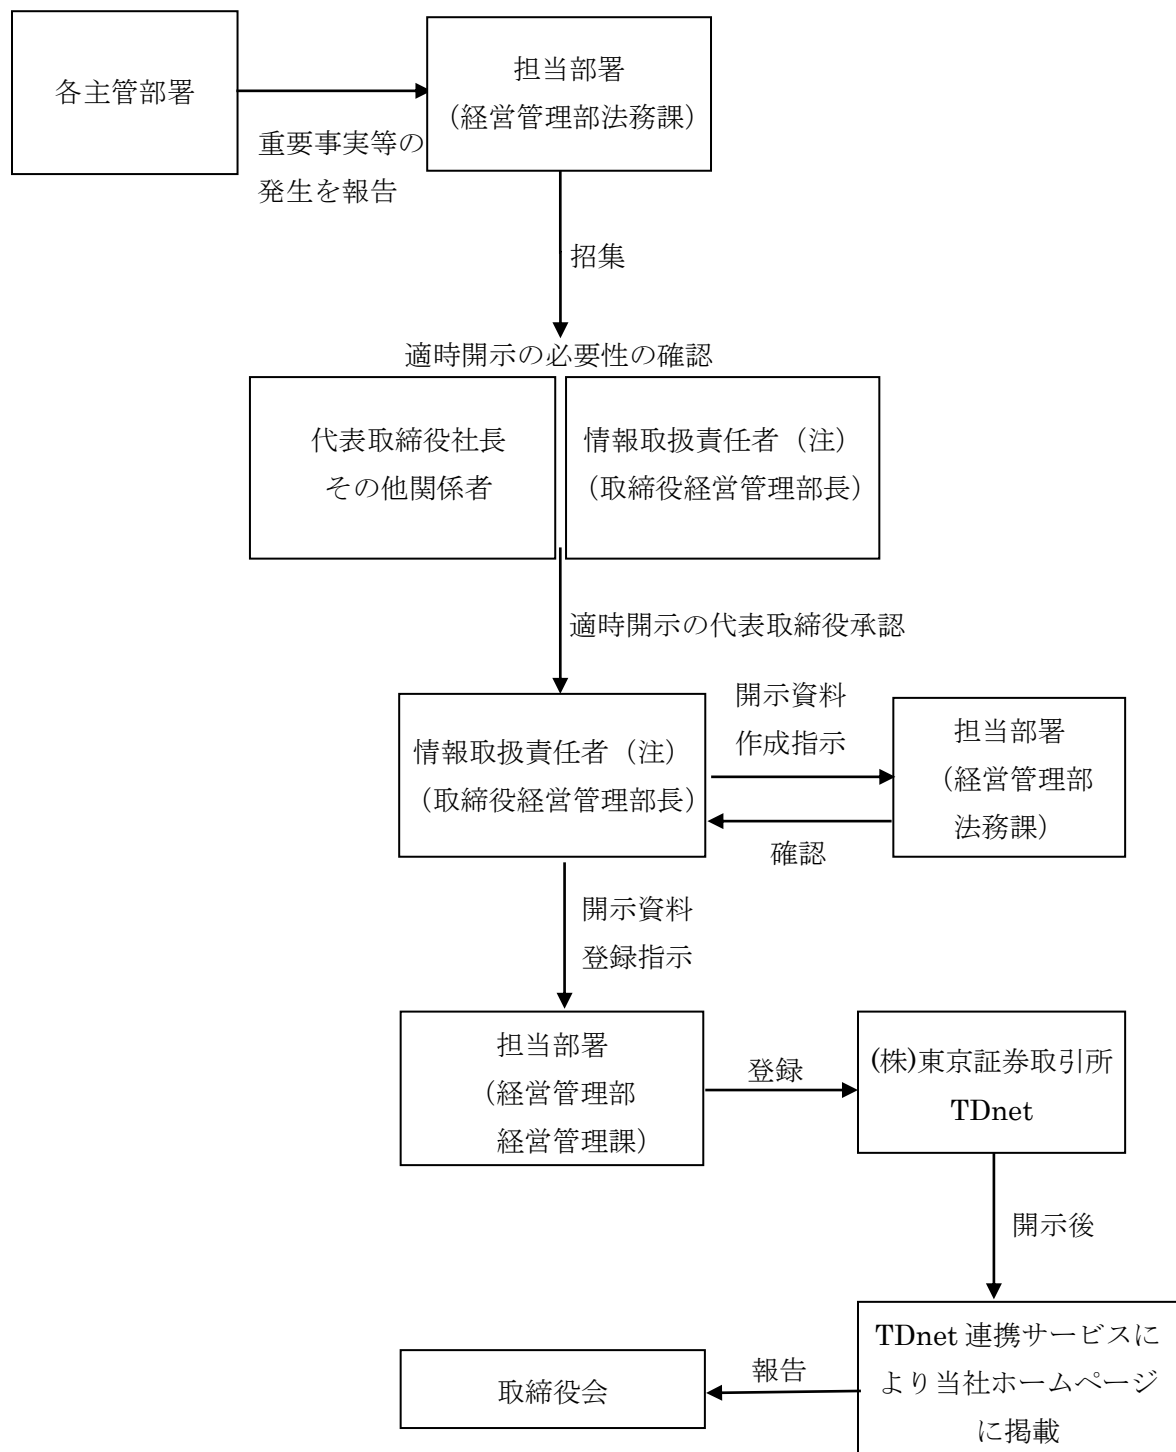 各主管部署
重要事実等の
発生を報告
担当部署
（経営管理部法務課）
招集
適時開示の必要性の確認
代表取締役社長
その他関係者
情報取扱責任者（注）
（取締役経営管理部長）
適時開示の代表取締役承認
情報取扱責任者（注）
（取締役経営管理部長）
開示資料
作成指示
確認
担当部署
（経営管理部
法務課）
開示資料
登録指示
担当部署
（経営管理部
経営管理課）
登録
(株)東京証券取引所
TDnet
開示後
TDnet 連携サービスに
より当社ホームページ
に掲載
報告
取締役会